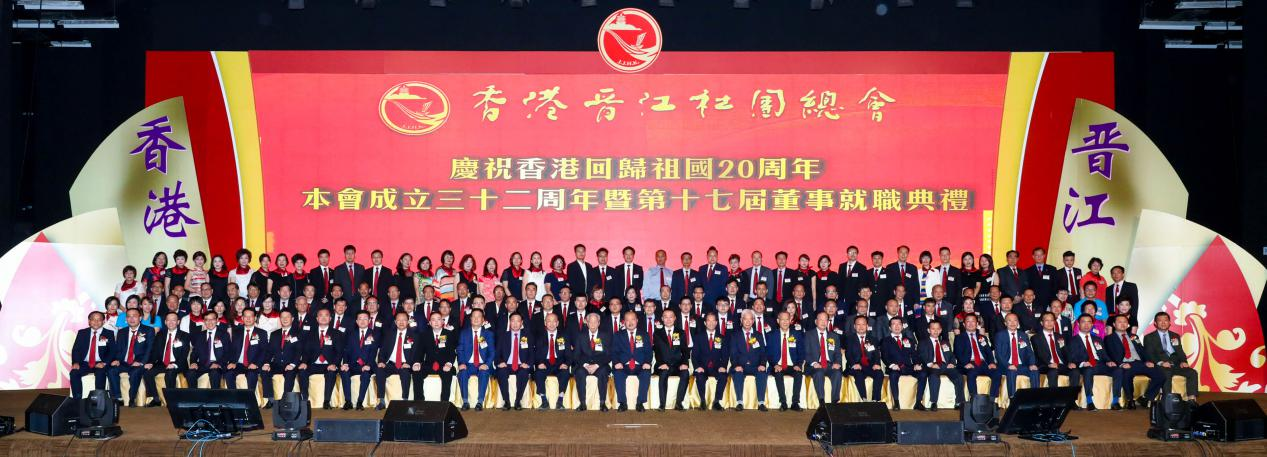 I.J.H.K.
I.J.H.K. 香港晉江社團總會
慶祝香港回歸祖國20周年
本會成立三十二周年暨第十七屆董事就職典禮
香港
晉江